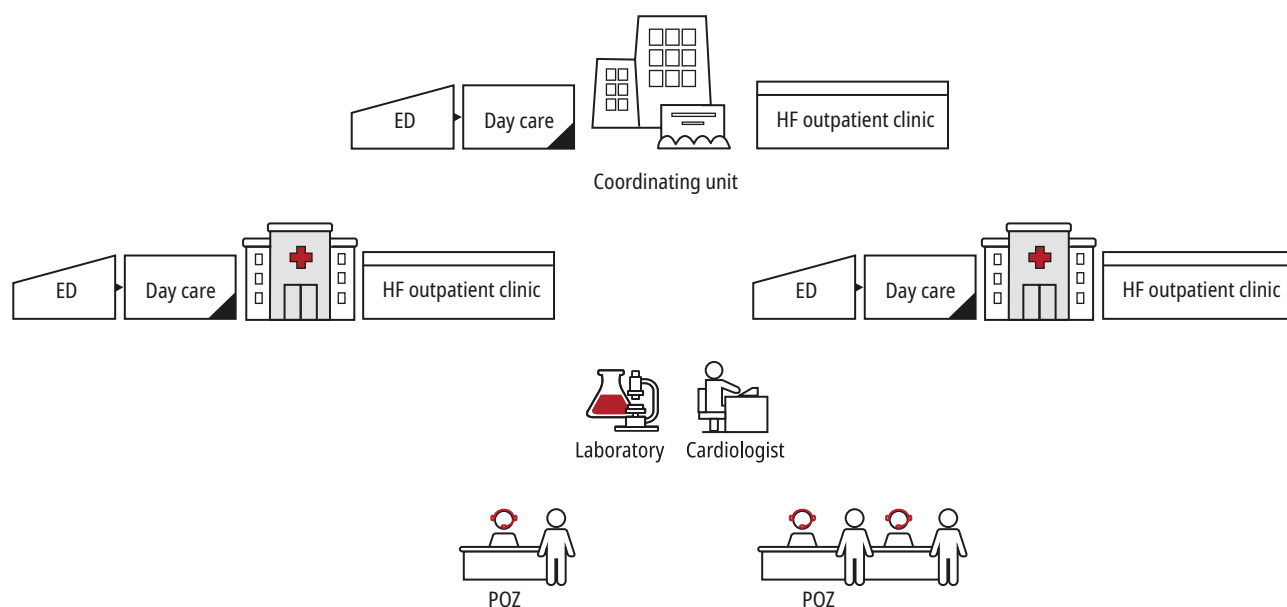 ED
Day care
HF outpatient clinic
Coordinating unit
ED
Day care
HF outpatient clinic
ED
Day care
HF outpatient clinic
Laboratory
Cardiologist
POZ
POZ